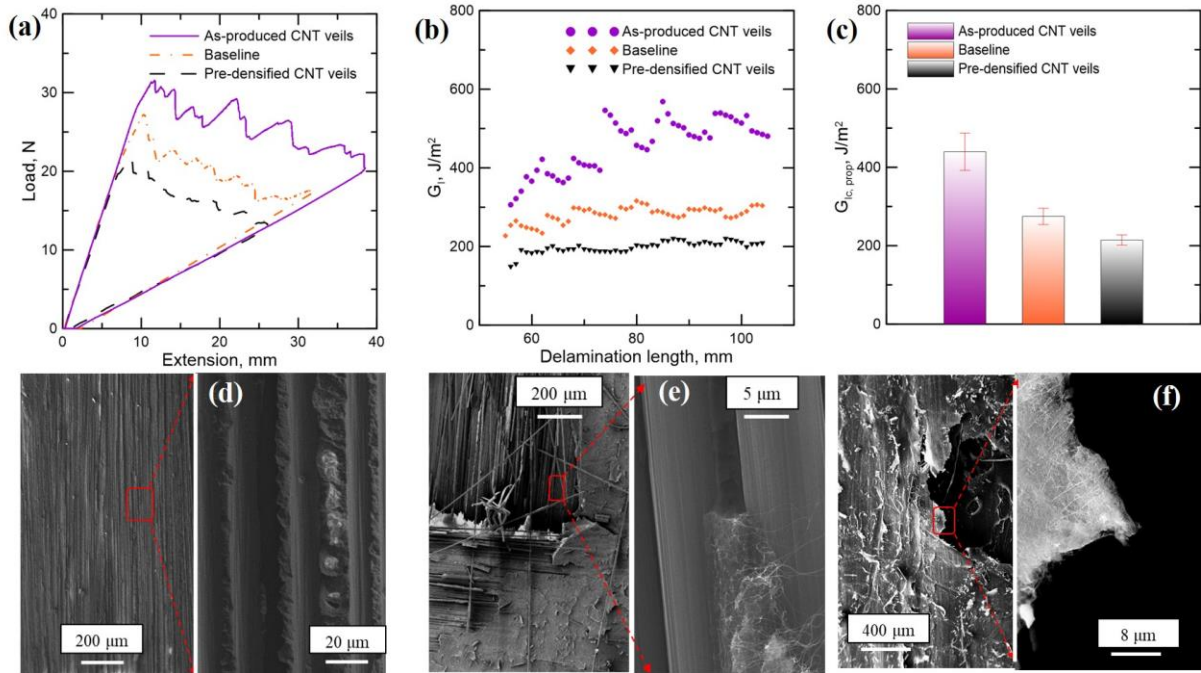 (a)
As-produced CNT veils
Baseline
Pre-densified CNT veils
40
30
20
10
0
Load, N
0 10 20 30 40
Extension, mm
(b)
As-produced CNT veils
Baseline
Pre-densified CNT veils
800
600
400
200
0
G_I, J/m²
60 80 100
Delamination length, mm
(c)
As-produced CNT veils
Baseline
Pre-densified CNT veils
800
600
400
200
0
G_Ic, prop, J/m²
(d)
200 μm
20 μm
(e)
200 μm
5 μm
(f)
400 μm
8 μm